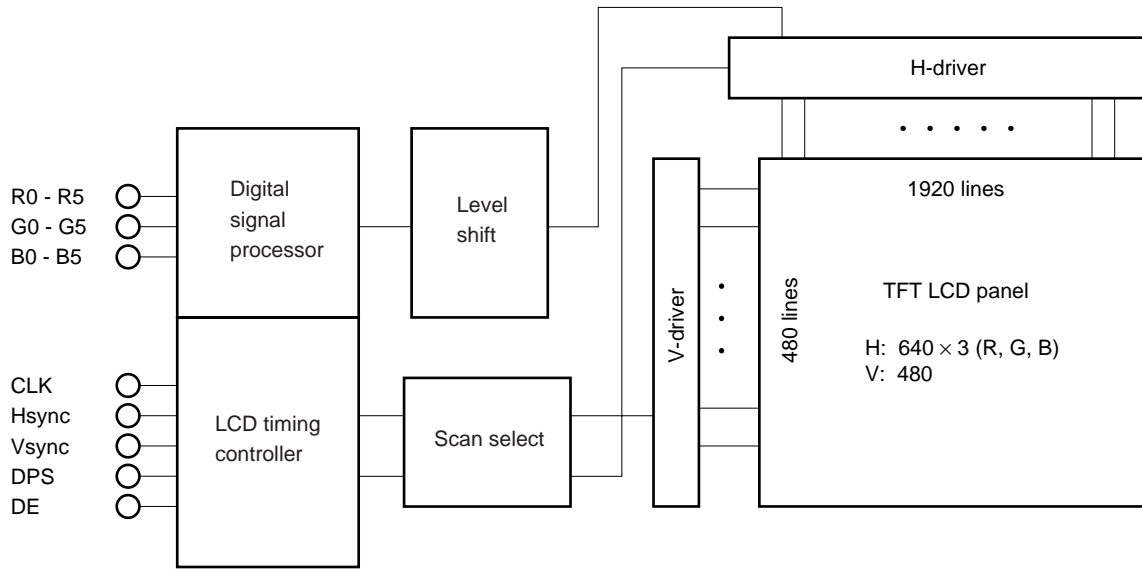 H-driver
Digital
signal
processor
Level
shift
R0 - R5
G0 - G5
B0 - B5
1920 lines
480 lines
V-driver
TFT LCD panel
H: 640 × 3 (R, G, B)
V: 480
CLK
Hsync
Vsync
DPS
DE
LCD timing
controller
Scan select